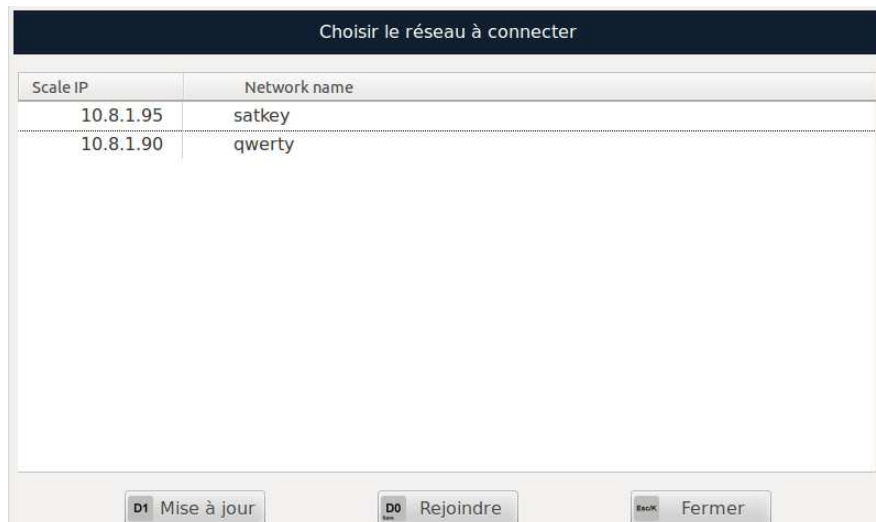 Choisir le réseau à connecter
Scale IP Network name
10.8.1.95 satkey
10.8.1.90 qwerty
D1 Mise à jour D0 Rejoindre Esc/K Fermer